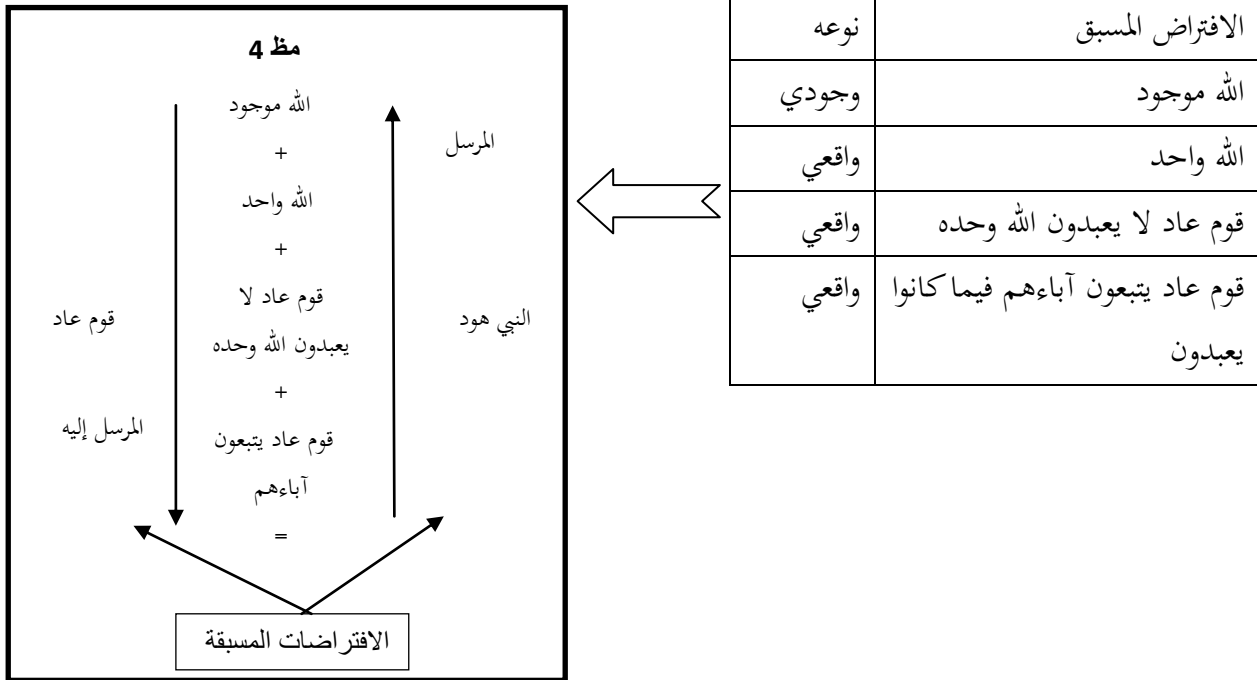 الافتراض المسبق نوعه
الله موجود وجودي
الله واحد واقعي
قوم عاد لا يعبدون الله وحده واقعي
قوم عاد يتبعون آباءهم فيما كانوا واقعي
يعبدون
مظ 4
الله موجود
المرسل
+
الله واحد
+
قوم عاد لا
النبي هود
قوم عاد
يعبدون الله وحده
+
المرسل إليه
قوم عاد يتبعون
آباءهم
=
الافتراضات المسبقة